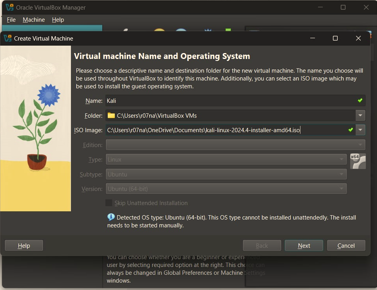 Oracle VirtualBox Manager
File Machine Help
Create Virtual Machine
Virtual machine Name and Operating System
Please choose a descriptive name and destination folder for the new virtual machine. The name you choose will
be used throughout VirtualBox to identify this machine. Additionally, you can select an ISO image which may
be used to install the guest operating system.
Name: Kali
Folder: C:\Users\r07na\VirtualBox VMs
ISO Image: C:\Users\r07na\OneDrive\Documents\kali-linux-2024.4-installer-amd64.iso
Edition:
Type: Linux
Subtype: Ubuntu
Version: Ubuntu (64-bit)
Skip Unattended Installation
Detected OS type: Ubuntu (64-bit). This OS type cannot be installed unattendedly. The install
needs to be started manually.
Help Back Next Cancel
You can choose whether you are a beginner or experi
user by selecting required option at the right. This ch
always be changed in Global Preferences or Machine
windows.